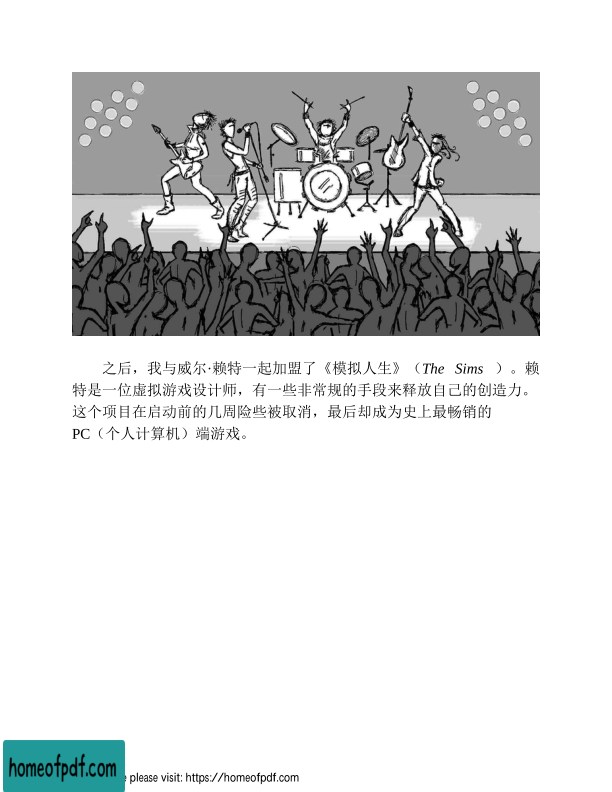 之后，我与威尔·赖特一起加盟了《模拟人生》（The Sims ）。赖
特是一位虚拟游戏设计师，有一些非常规的手段来释放自己的创造力。
这个项目在启动前的几周险些被取消，最后却成为史上最畅销的
PC（个人计算机）端游戏。
homeofpdf.com
e please visit: https://homeofpdf.com